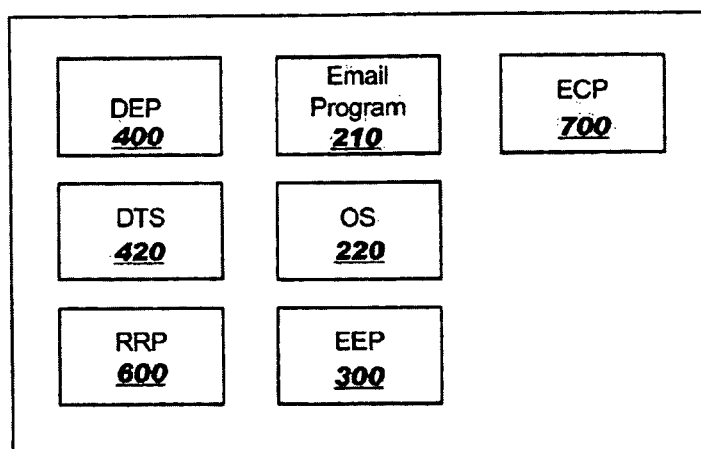 DEP
400
Email
Program
210
ECP
700
DTS
420
OS
220
RRP
600
EEP
300